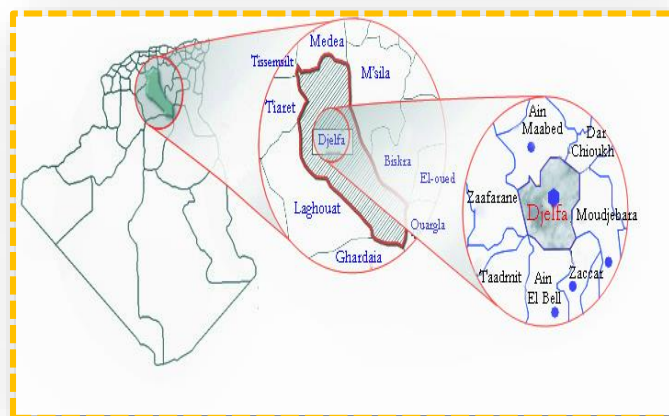 Medea
Tissemsilt
M'sila
Tiaret
Djelfa
Biskra
El-oued
Laghouat
Ouargla
Ghardaia
Ain
Maabed
Dar
Chioukh
Zaafarane
Djelfa
Moudjebara
Taadmit
Ain
El Bell
Zaccar